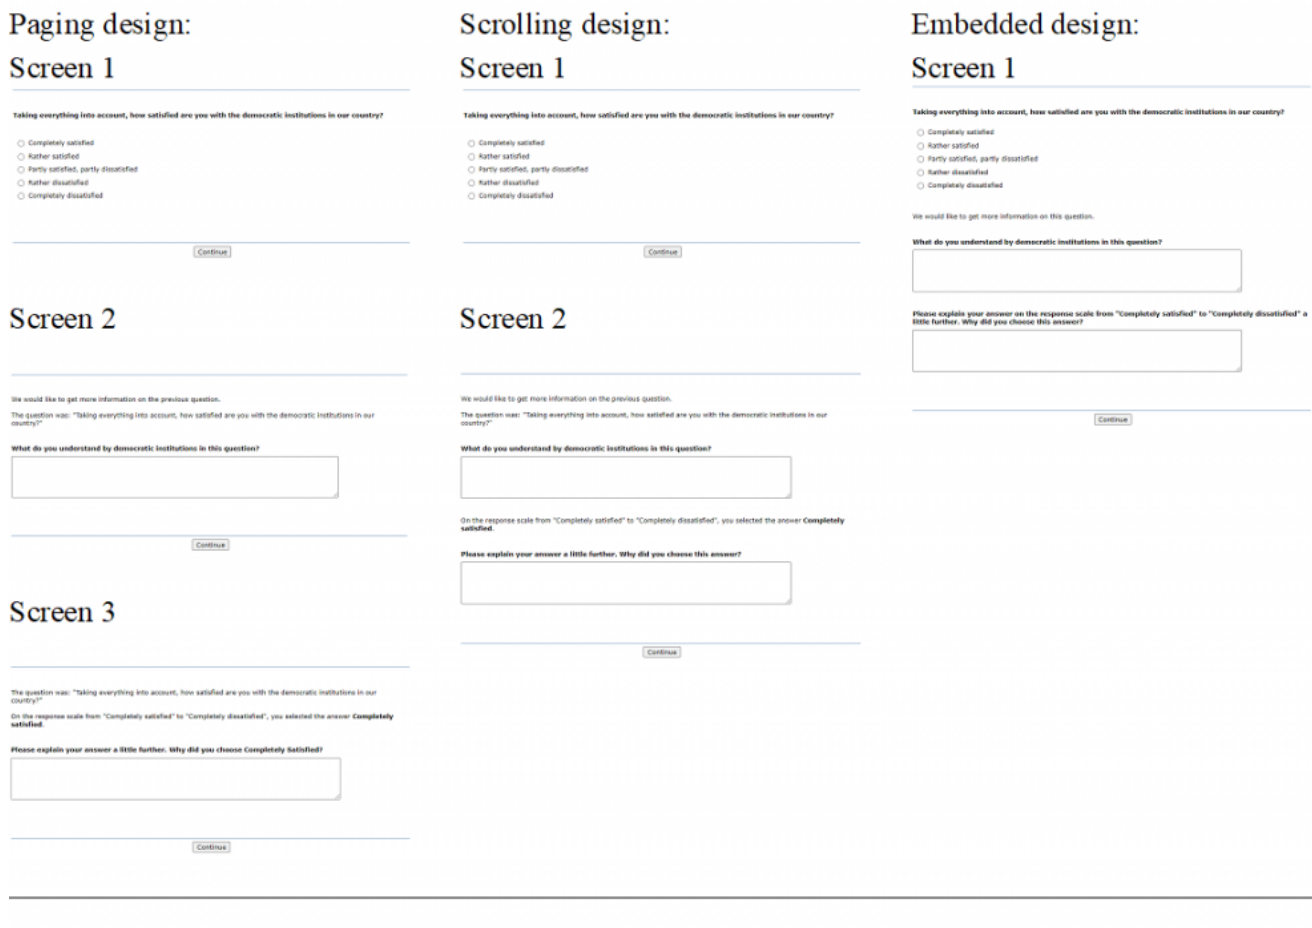 Paging design:
Screen 1
Taking everything into account, how satisfied are you with the democratic institutions in our country?
Completely satisfied
Rather satisfied
Partly satisfied, partly dissatisfied
Rather dissatisfied
Completely dissatisfied
Continue
Screen 2
We would like to get more information on the previous question.
The question was: "Taking everything into account, how satisfied are you with the democratic institutions in our
country?"
What do you understand by democratic institutions in this question?
Continue
Screen 3
The question was: "Taking everything into account, how satisfied are you with the democratic institutions in our
country?"
On the response scale from "Completely satisfied" to "Completely dissatisfied", you selected the answer Completely
satisfied.
Please explain your answer a little further. Why did you choose Completely Satisfied?
Continue
Scrolling design:
Screen 1
Taking everything into account, how satisfied are you with the democratic institutions in our country?
Completely satisfied
Rather satisfied
Partly satisfied, partly dissatisfied
Rather dissatisfied
Completely dissatisfied
Continue
Screen 2
We would like to get more information on the previous question.
The question was: "Taking everything into account, how satisfied are you with the democratic institutions in our
country?"
What do you understand by democratic institutions in this question?
On the response scale from "Completely satisfied" to "Completely dissatisfied", you selected the answer Completely
satisfied.
Please explain your answer a little further. Why did you choose this answer?
Continue
Embedded design:
Screen 1
Taking everything into account, how satisfied are you with the democratic institutions in our country?
Completely satisfied
Rather satisfied
Partly satisfied, partly dissatisfied
Rather dissatisfied
Completely dissatisfied
We would like to get more information on this question.
What do you understand by democratic institutions in this question?
Please explain your answer on the response scale from "Completely satisfied" to "Completely dissatisfied" a
little further. Why did you choose this answer?
Continue